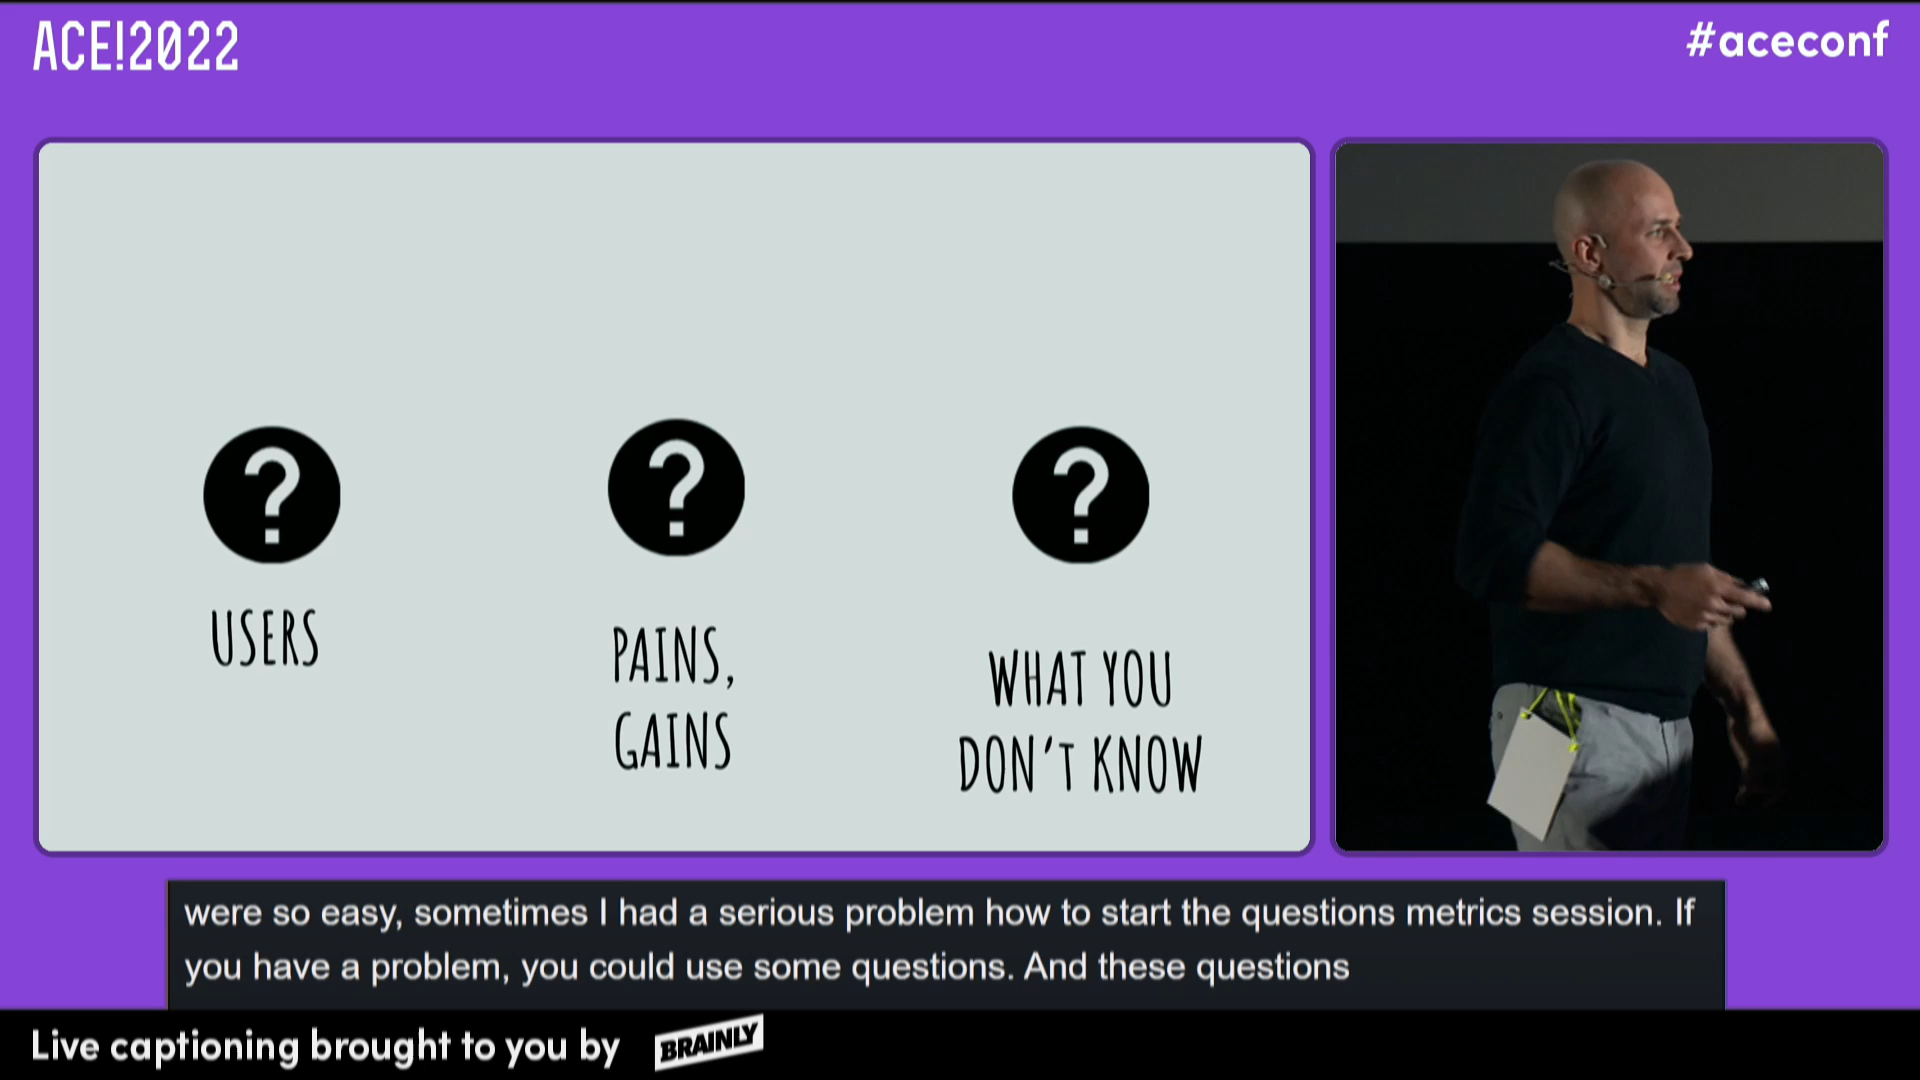 ACE!2022
#aceconf
?
?
?
USERS
PAINS,
GAINS
WHAT YOU
DON'T KNOW
were so easy, sometimes I had a serious problem how to start the questions metrics session. If
you have a problem, you could use some questions. And these questions
Live captioning brought to you by BRAINLY